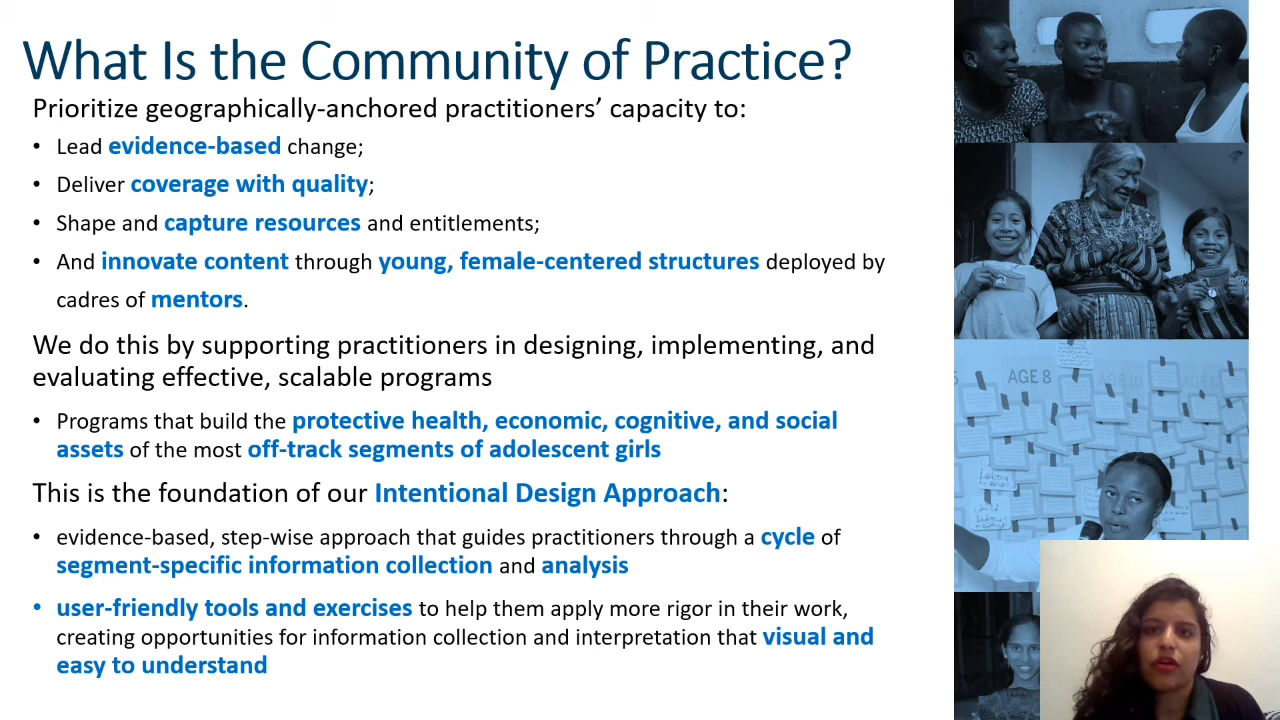 What Is the Community of Practice?
Prioritize geographically-anchored practitioners’ capacity to:
• Lead evidence-based change;
• Deliver coverage with quality;
• Shape and capture resources and entitlements;
• And innovate content through young, female-centered structures deployed by
cadres of mentors.
We do this by supporting practitioners in designing, implementing, and
evaluating effective, scalable programs
• Programs that build the protective health, economic, cognitive, and social
assets of the most off-track segments of adolescent girls
This is the foundation of our Intentional Design Approach:
• evidence-based, step-wise approach that guides practitioners through a cycle of
segment-specific information collection and analysis
• user-friendly tools and exercises to help them apply more rigor in their work,
creating opportunities for information collection and interpretation that visual and
easy to understand
AGE 8
AGE 10